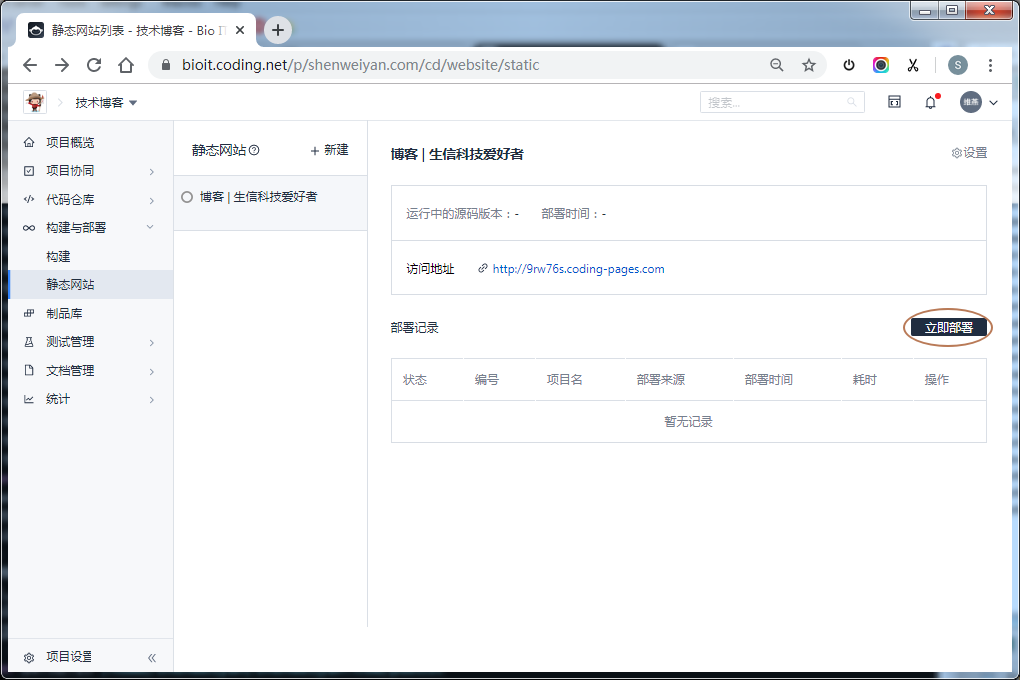 静态网站列表 - 技术博客 - Bio I
bioit.coding.net/p/shenweiyan.com/cd/website/static
S
技术博客
搜索...
维燕
项目概览
项目协同
代码仓库
构建与部署
构建
静态网站
制品库
测试管理
文档管理
统计
项目设置
静态网站
+ 新建
博客 | 生信科技爱好者
博客 | 生信科技爱好者
设置
运行中的源码版本：- 部署时间：-
访问地址 http://9rw76s.coding-pages.com
部署记录
立即部署
状态 编号 项目名 部署来源 部署时间 耗时 操作
暂无记录